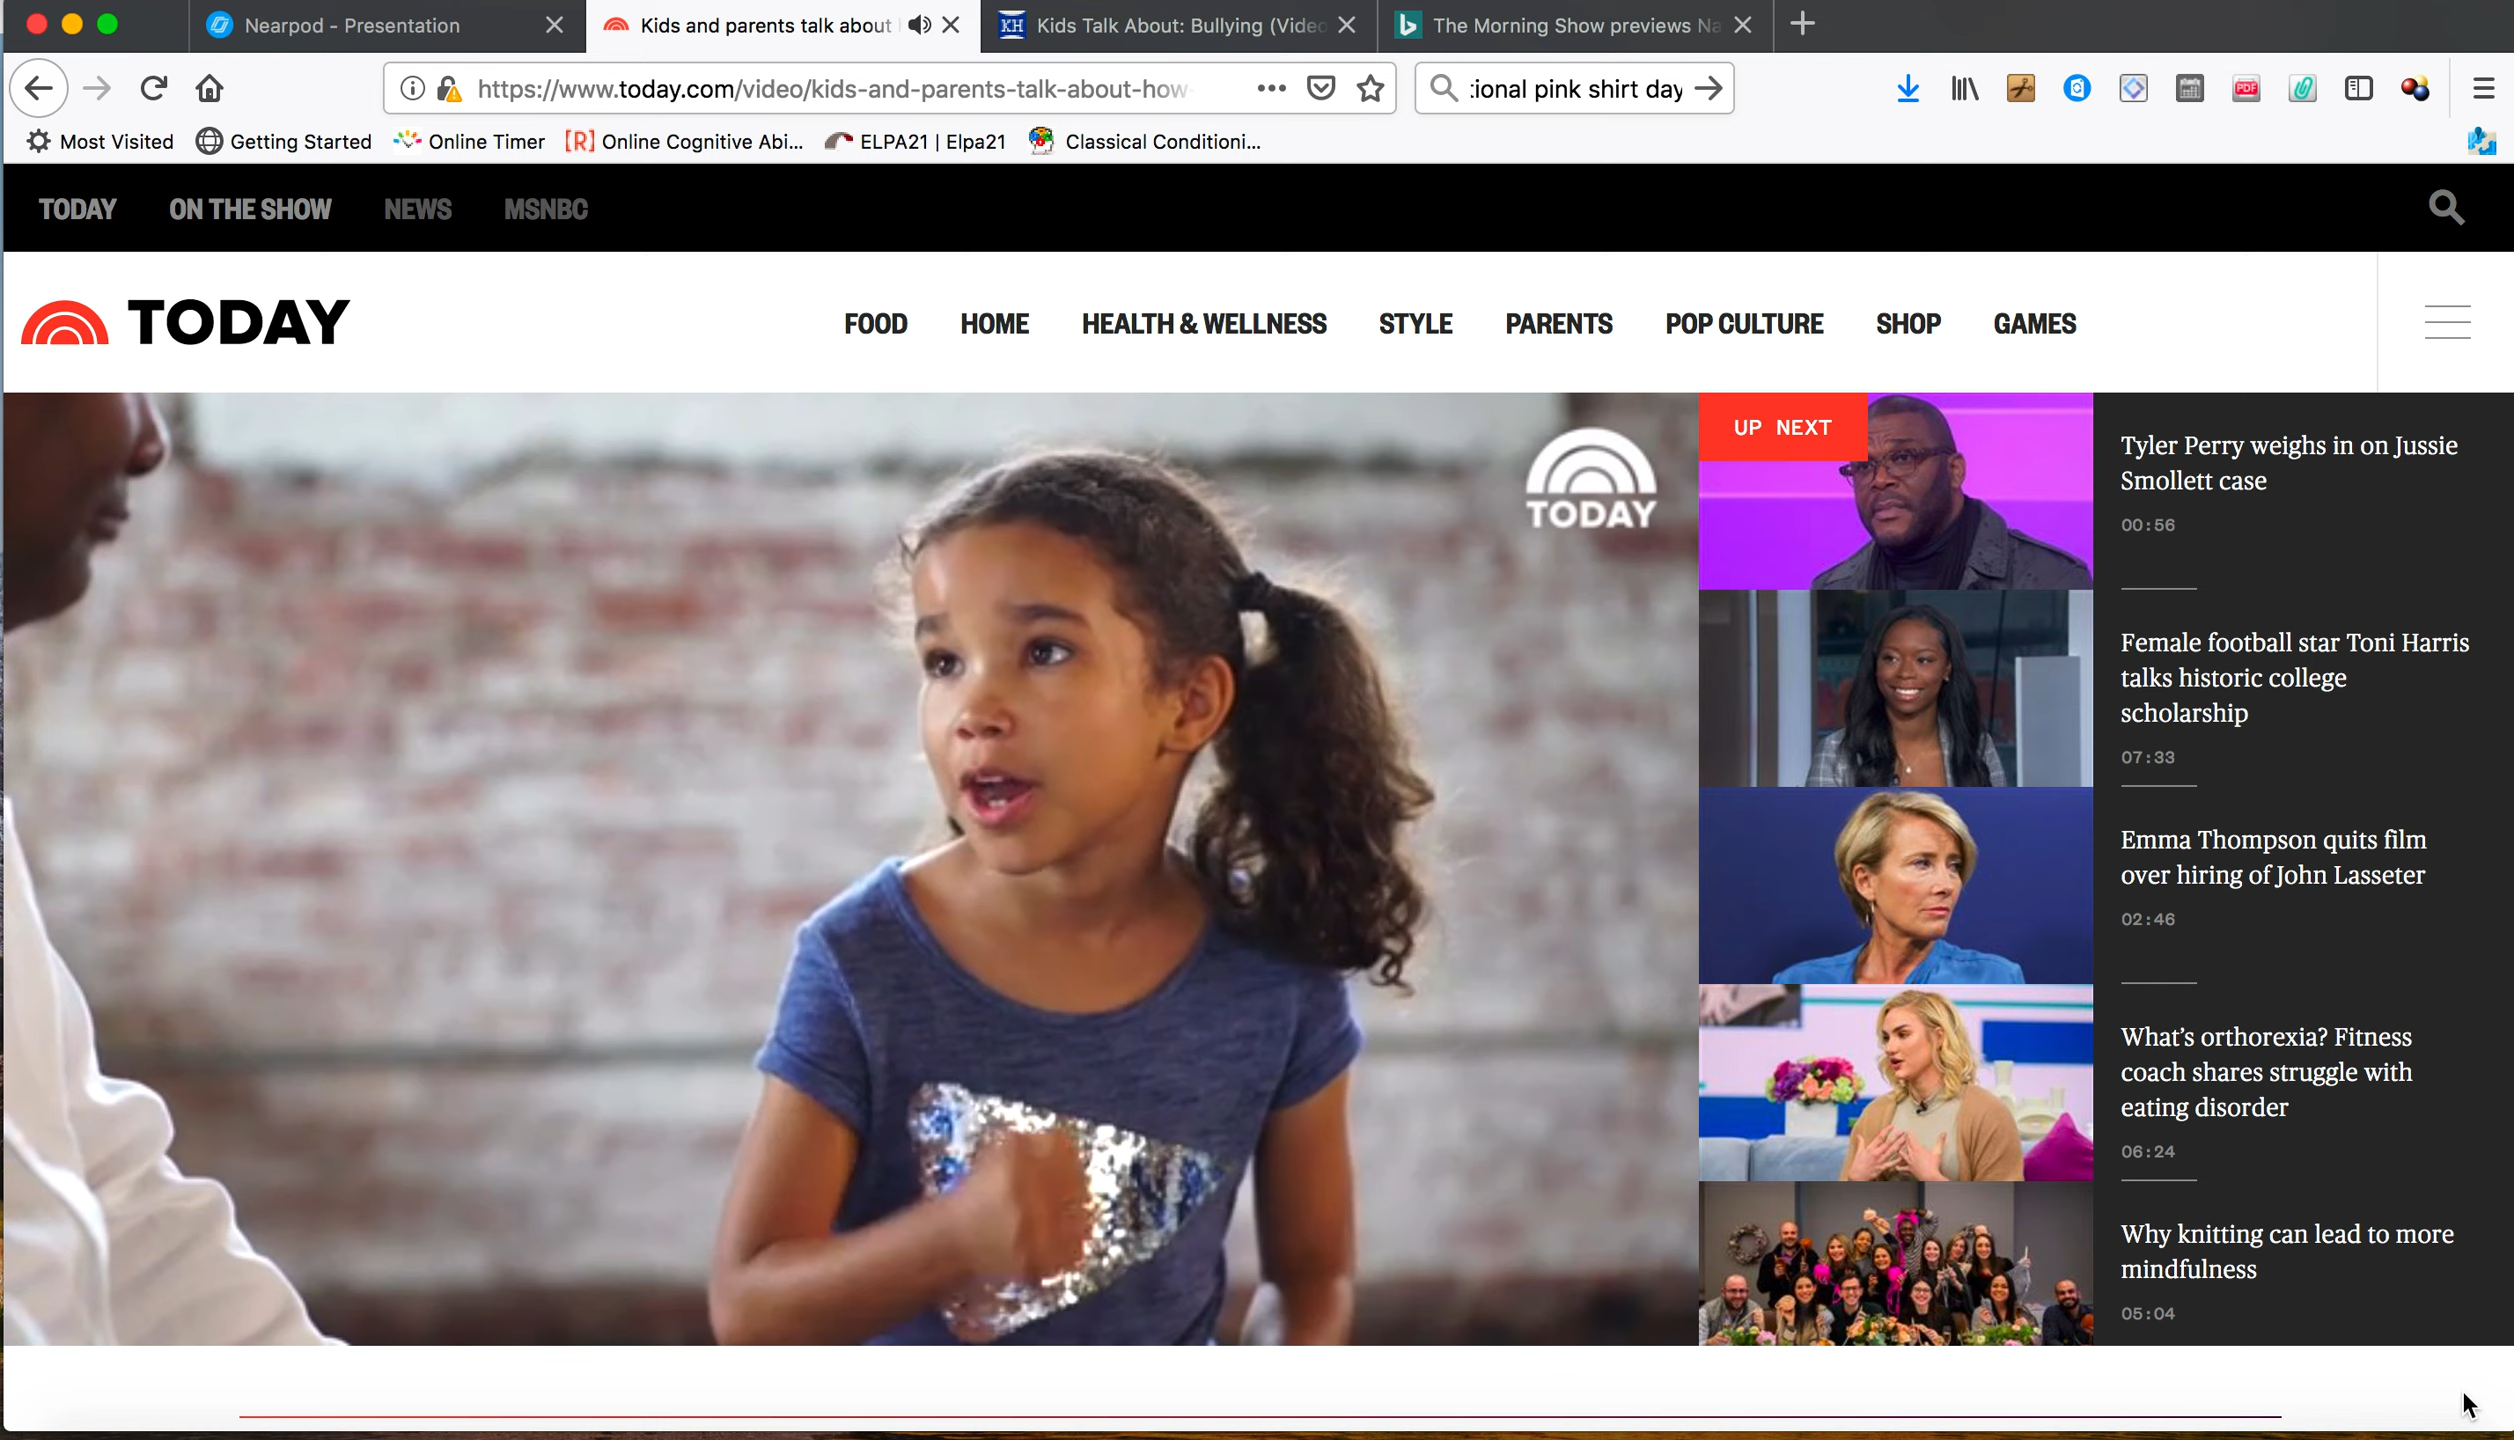 Nearpod - Presentation
Kids and parents talk about
KH
Kids Talk About: Bullying (Video
The Morning Show previews Na
https://www.today.com/video/kids-and-parents-talk-about-how-
tional pink shirt day
PDF
Most Visited
Getting Started
Online Timer
[R] Online Cognitive Abi...
ELPA21 | Elpa21
Classical Conditioni...
TODAY
ON THE SHOW
NEWS
MSNBC
TODAY
FOOD
HOME
HEALTH & WELLNESS
STYLE
PARENTS
POP CULTURE
SHOP
GAMES
TODAY
UP NEXT
Tyler Perry weighs in on Jussie
Smollett case
00:56
Female football star Toni Harris
talks historic college
scholarship
07:33
Emma Thompson quits film
over hiring of John Lasseter
02:46
What's orthorexia? Fitness
coach shares struggle with
eating disorder
06:24
Why knitting can lead to more
mindfulness
05:04